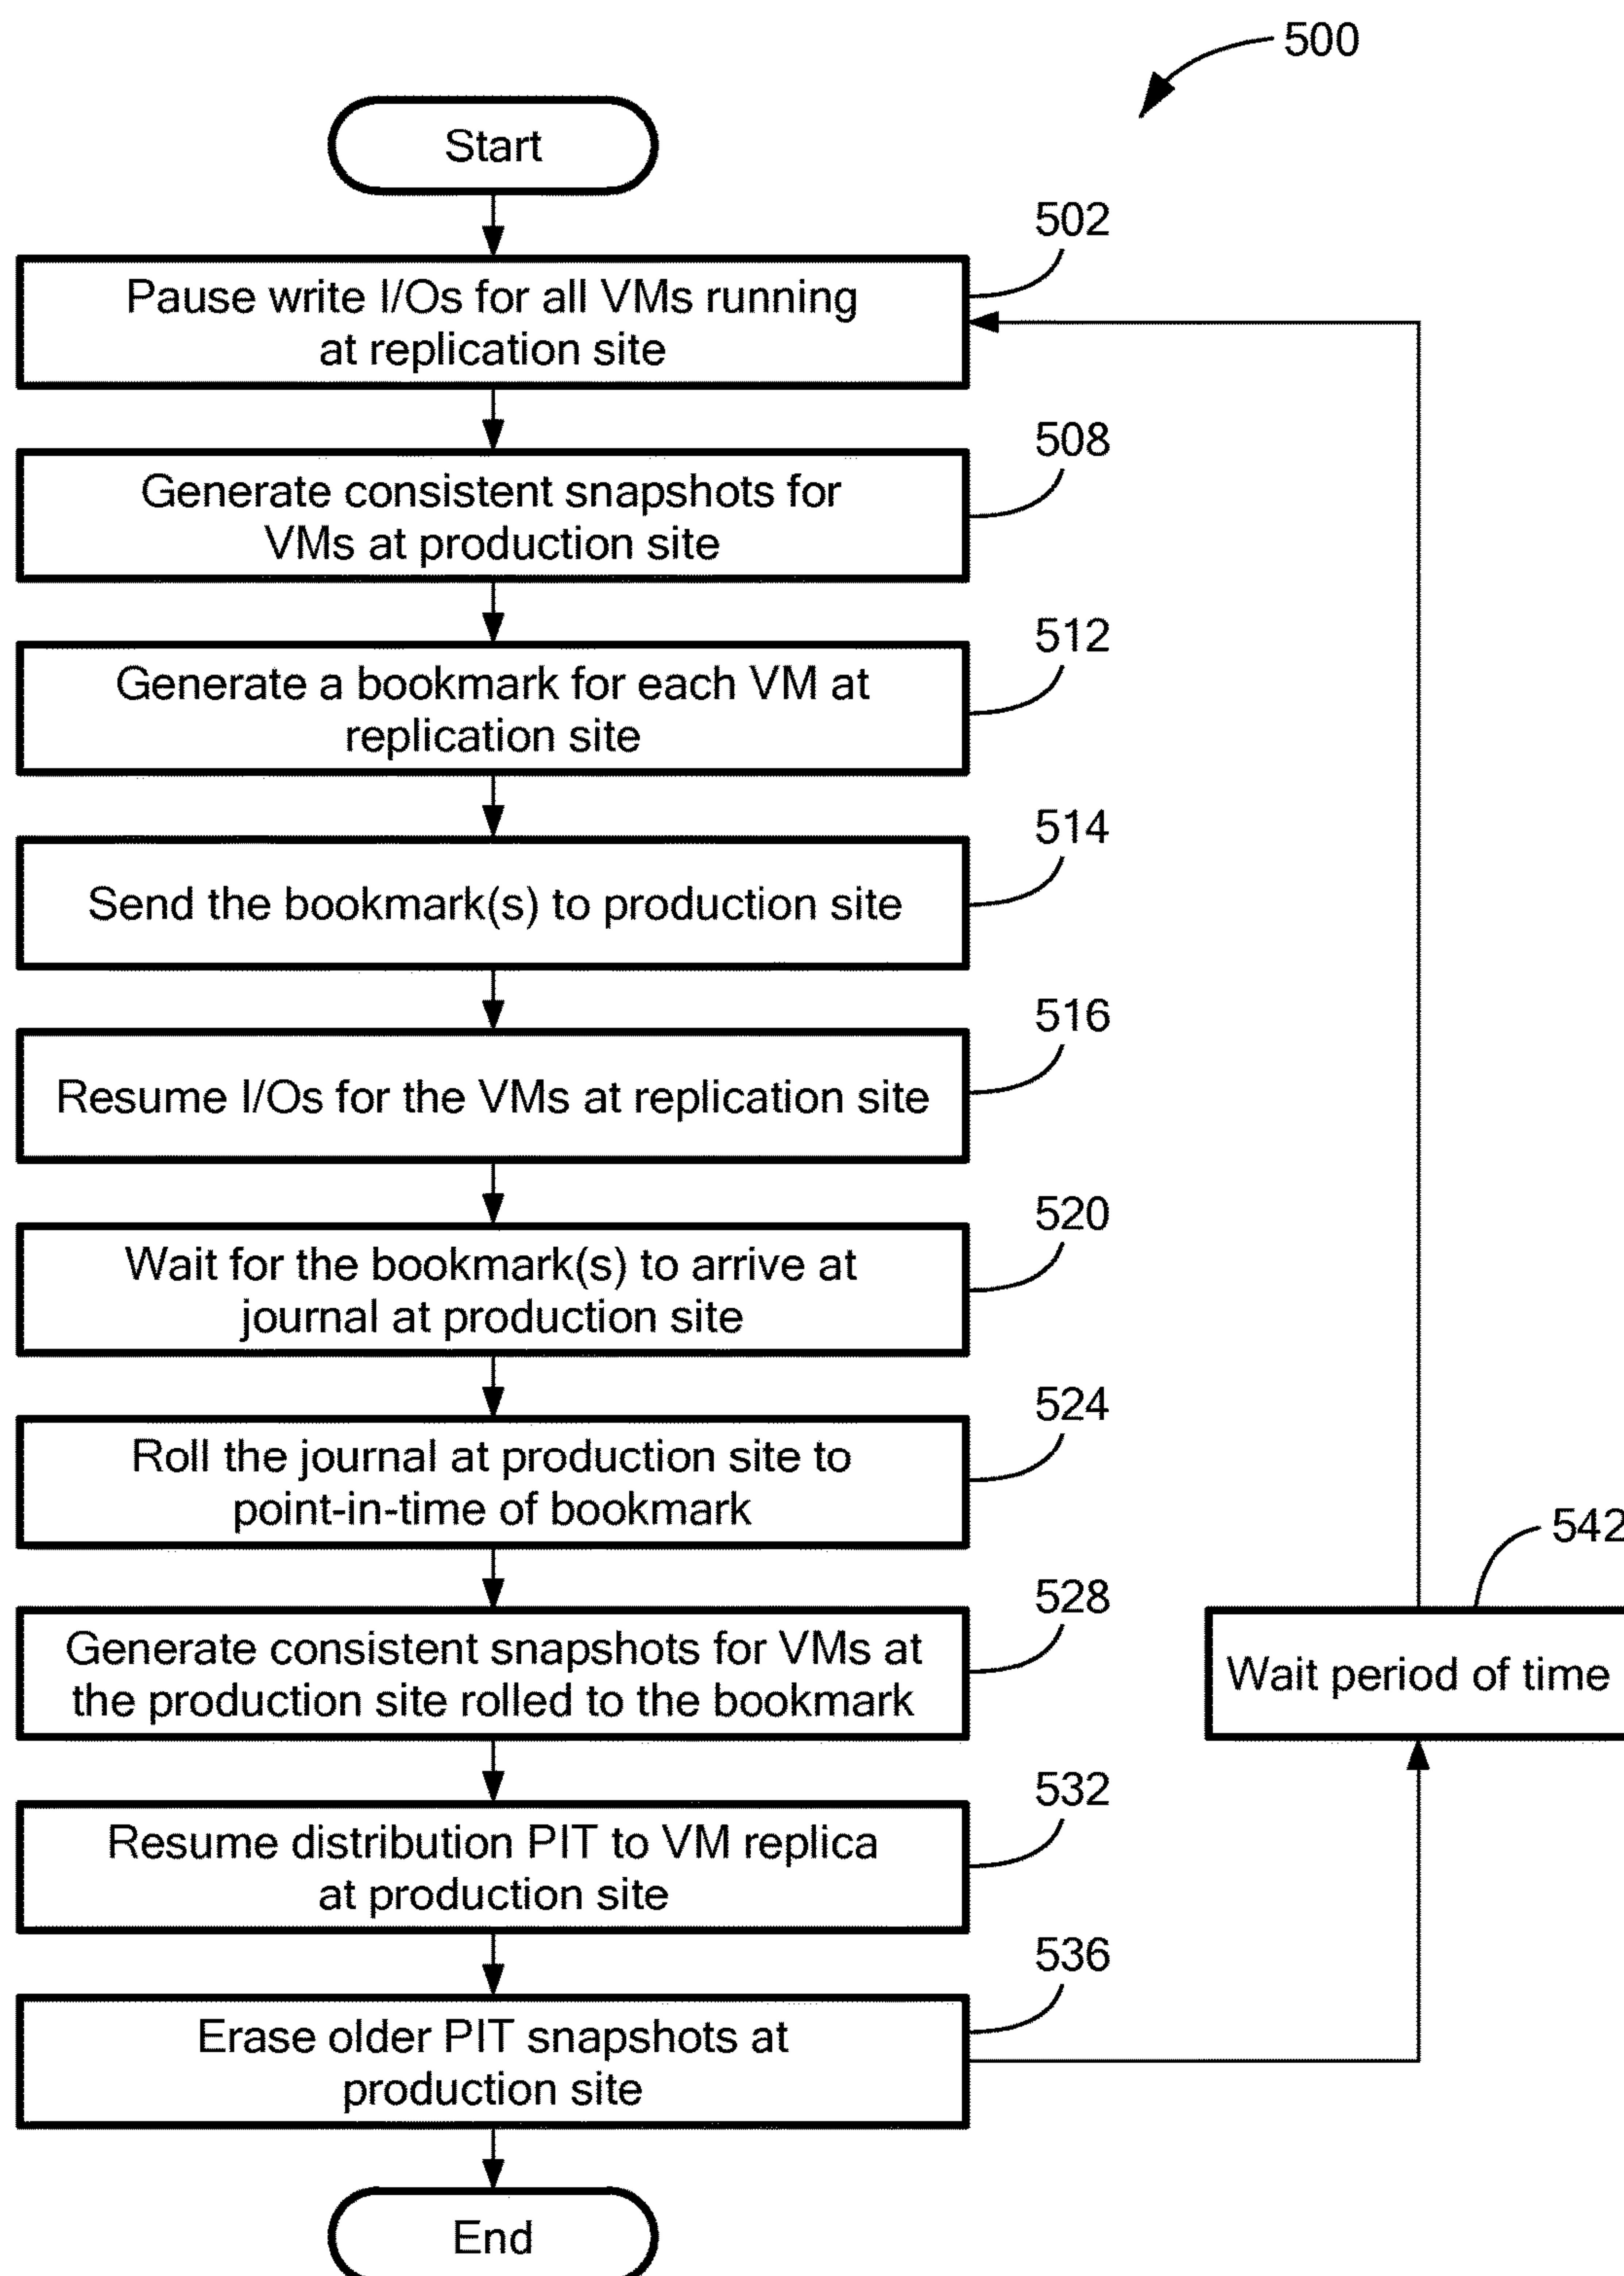 500
Start
502
Pause write I/Os for all VMs running
at replication site
508
Generate consistent snapshots for
VMs at production site
512
Generate a bookmark for each VM at
replication site
514
Send the bookmark(s) to production site
516
Resume I/Os for the VMs at replication site
520
Wait for the bookmark(s) to arrive at
journal at production site
524
Roll the journal at production site to
point-in-time of bookmark
542
528
Generate consistent snapshots for VMs at
the production site rolled to the bookmark
Wait period of time
532
Resume distribution PIT to VM replica
at production site
536
Erase older PIT snapshots at
production site
End